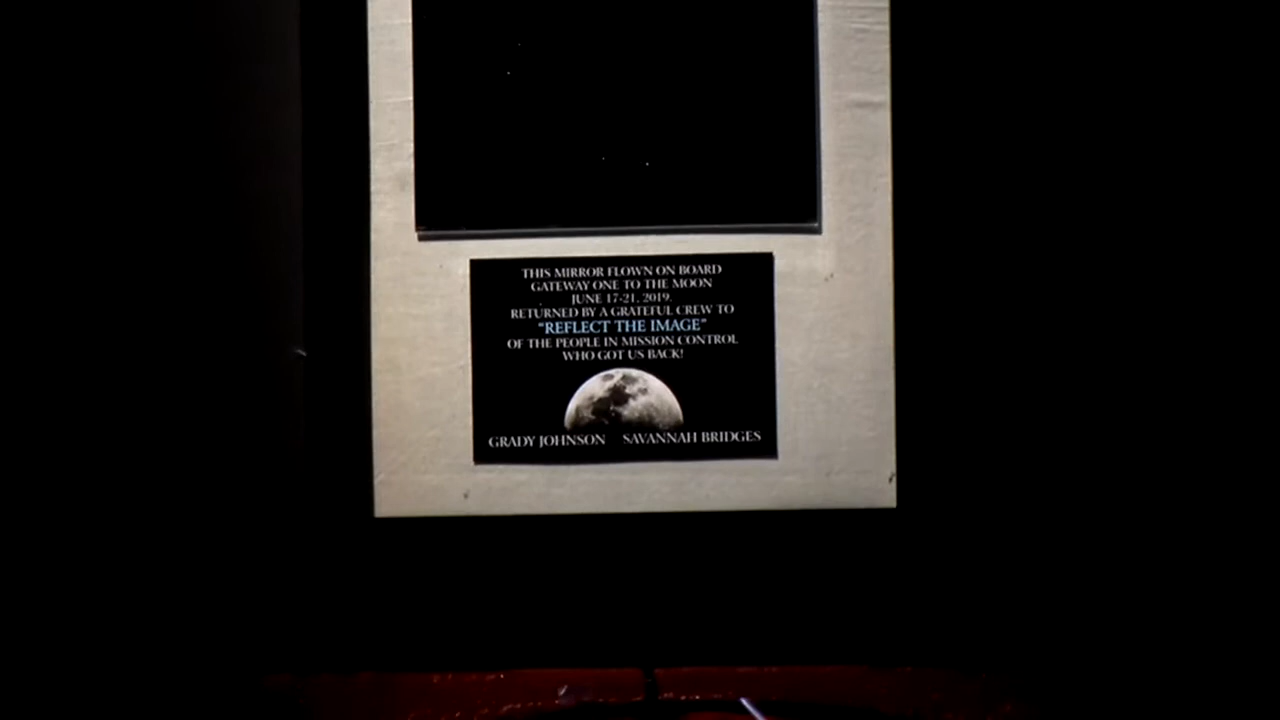 THIS MIRROR FLOWN ON BOARD
GATEWAY ONE TO THE MOON
JUNE 17-21, 2019.
RETURNED BY A GRATEFUL CREW TO
"REFLECT THE IMAGE"
OF THE PEOPLE IN MISSION CONTROL
WHO GOT US BACK!
GRADY JOHNSON SAVANNAH BRIDGES